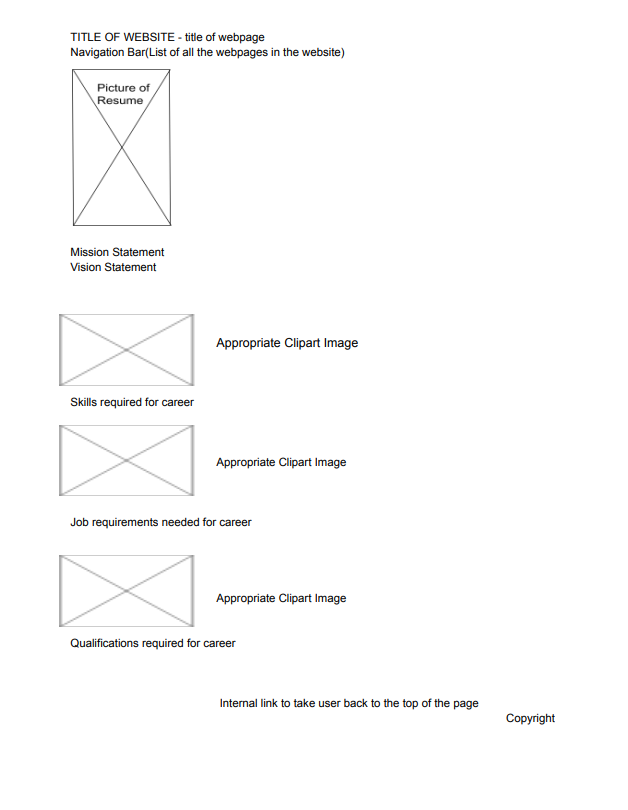 TITLE OF WEBSITE - title of webpage
Navigation Bar(List of all the webpages in the website)
Picture of
Resume
Mission Statement
Vision Statement
Appropriate Clipart Image
Skills required for career
Appropriate Clipart Image
Job requirements needed for career
Appropriate Clipart Image
Qualifications required for career
Internal link to take user back to the top of the page
Copyright